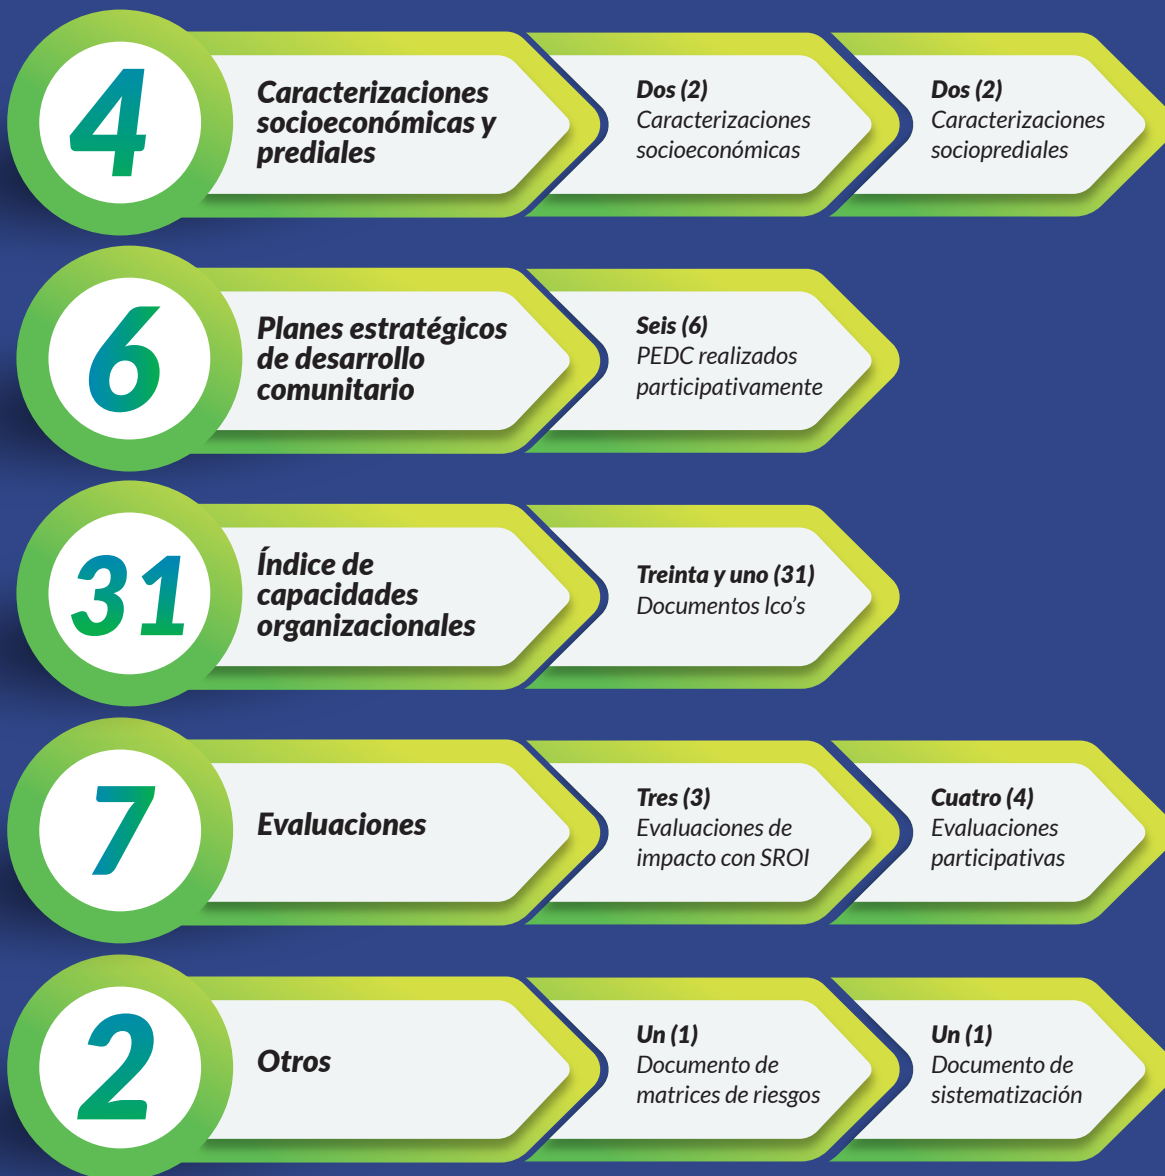 4
Caracterizaciones
socioeconómicas y
prediales
Dos (2)
Caracterizaciones
socioeconómicas
Dos (2)
Caracterizaciones
socioprediales
6
Planes estratégicos
de desarrollo
comunitario
Seis (6)
PEDC realizados
participativamente
31
Índice de
capacidades
organizacionales
Treinta y uno (31)
Documentos Ico’s
7
Evaluaciones
Tres (3)
Evaluaciones de
impacto con SROI
Cuatro (4)
Evaluaciones
participativas
2
Otros
Un (1)
Documento de
matrices de riesgos
Un (1)
Documento de
sistematización